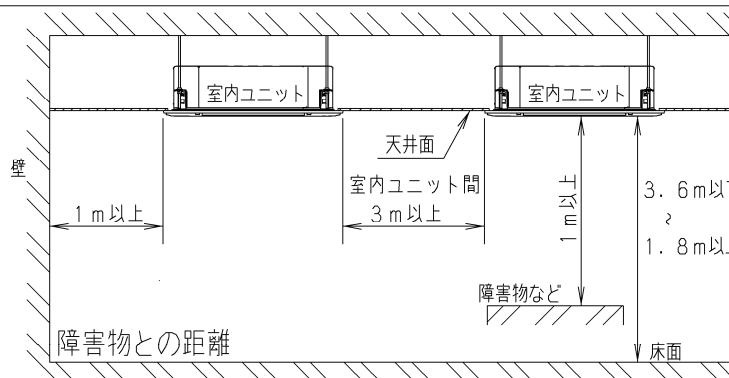 室内ユニット
室内ユニット
天井面
壁
室内ユニット間
1m以上
3m以上
1m以上
3.6m以下
~
1.8m以上
障害物など
障害物との距離
床面